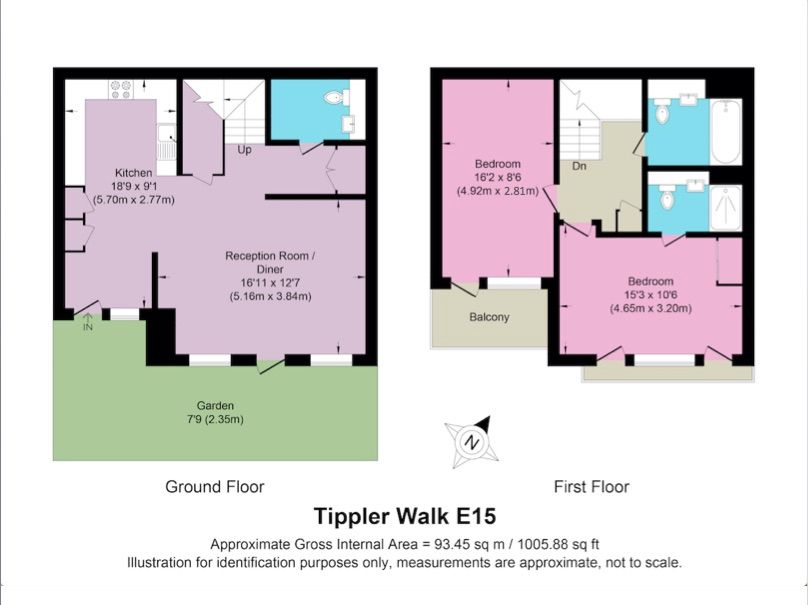 Kitchen
18'9 x 9'1
(5.70m x 2.77m)
Up
Reception Room /
Diner
16'11 x 12'7
(5.16m x 3.84m)
IN
Garden
7'9 (2.35m)
Ground Floor
Bedroom
16'2 x 8'6
(4.92m x 2.81m)
Dn
Bedroom
15'3 x 10'6
(4.65m x 3.20m)
Balcony
N
First Floor
Tippler Walk E15
Approximate Gross Internal Area = 93.45 sq m / 1005.88 sq ft
Illustration for identification purposes only, measurements are approximate, not to scale.